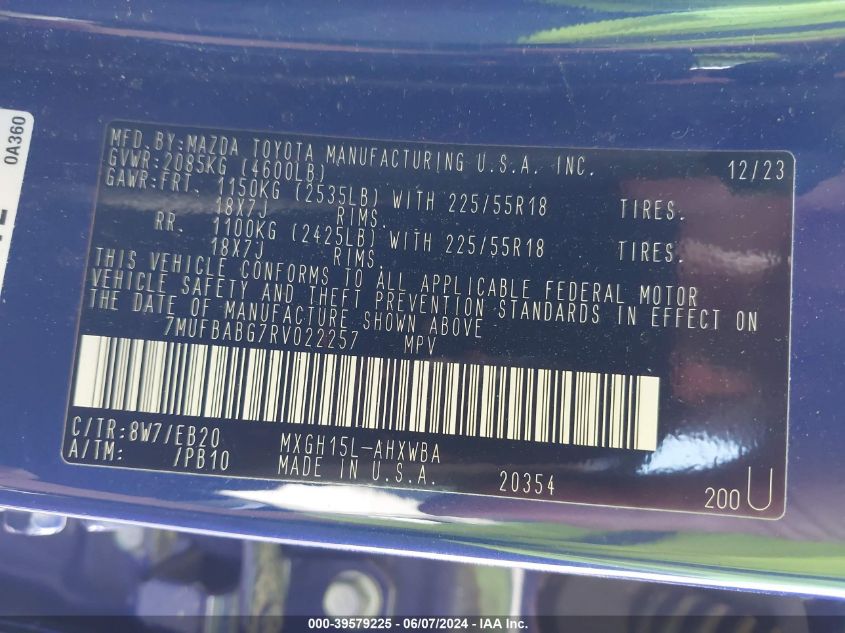 0A360
MFD.BY:MAZDA TOYOTA MANUFACTURING U.S.A. INC. 12/23
GVWR:2085KG (4600LB)
GAWR:FRT. 1150KG (2535LB) WITH 225/55R18 TIRES.
18X7J RIMS.
RR. 1100KG (2425LB) WITH 225/55R18 TIRES.
18X7J RIMS.
THIS VEHICLE CONFORMS TO ALL APPLICABLE FEDERAL MOTOR
VEHICLE SAFETY AND THEFT PREVENTION STANDARDS IN EFFECT ON
THE DATE OF MANUFACTURE SHOWN ABOVE
7MUFBABG7RV022257 MPV
C/TR:8W7/EB20 MXGH15L-AHXWBA
A/TM: /PB10 MADE IN U.S.A. 20354
200U
000-39579225 - 06/07/2024 - IAA Inc.